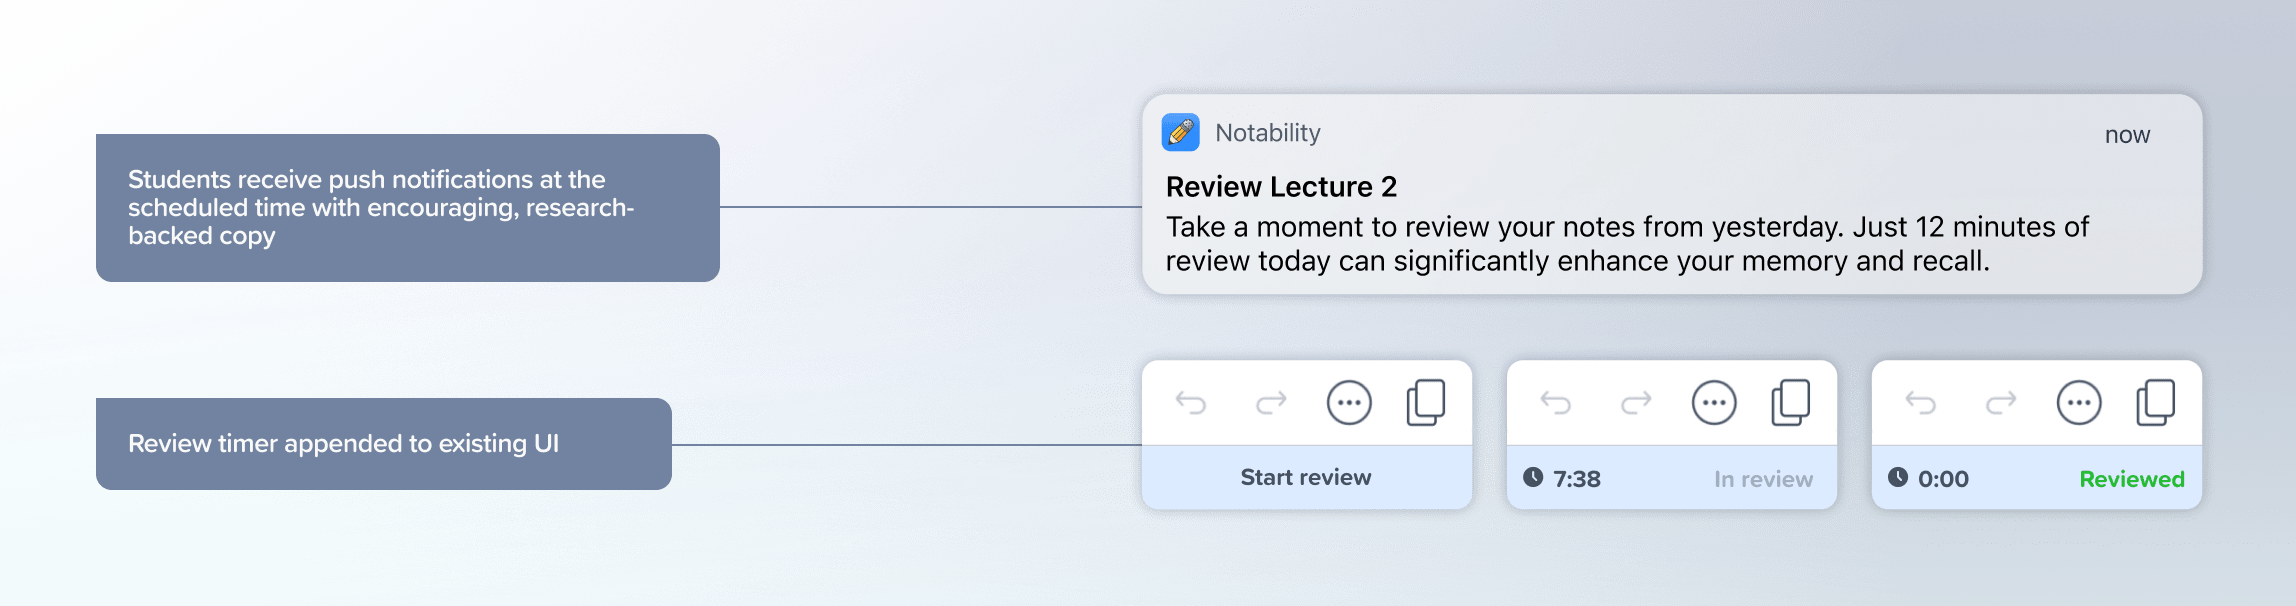 Students receive push notifications at the
scheduled time with encouraging, research-
backed copy
Notability
now
Review Lecture 2
Take a moment to review your notes from yesterday. Just 12 minutes of
review today can significantly enhance your memory and recall.
Review timer appended to existing UI
Start review
7:38 In review
0:00 Reviewed